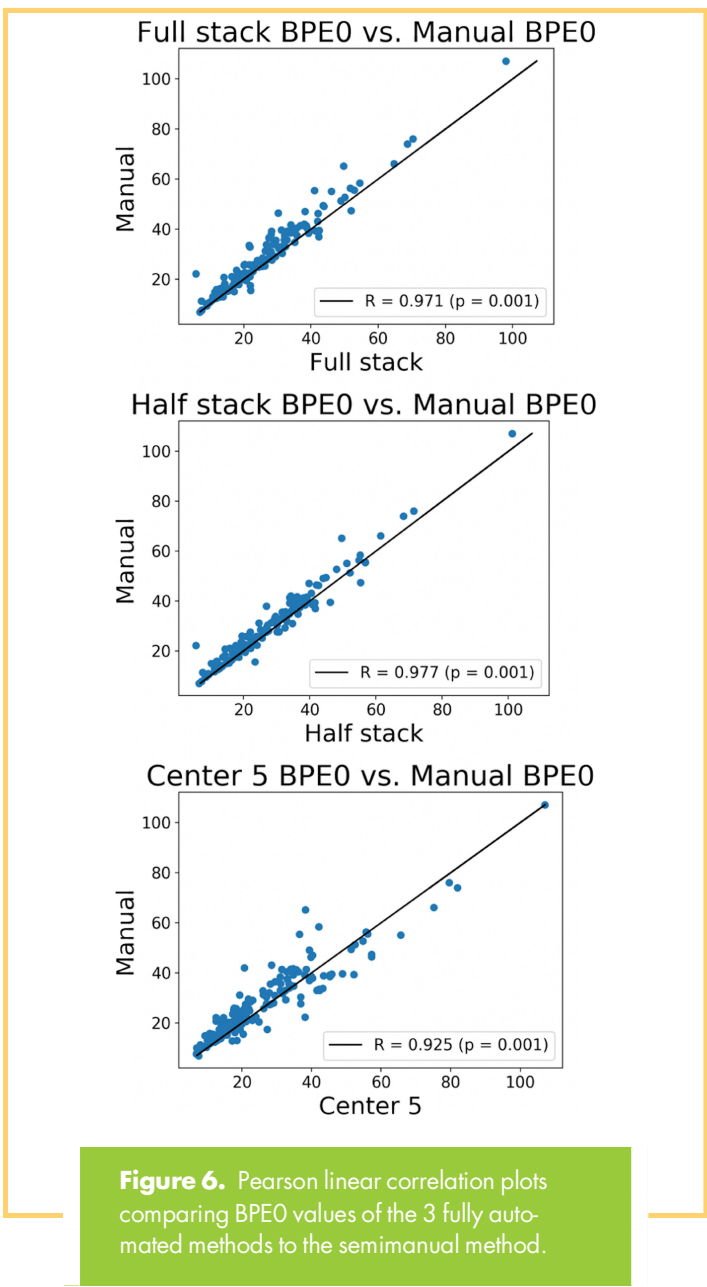 Full stack BPE0 vs. Manual BPE0
100
80
60
40
20
Manual
R = 0.971 (p = 0.001)
20 40 60 80 100
Full stack
Half stack BPE0 vs. Manual BPE0
100
80
60
40
20
Manual
R = 0.977 (p = 0.001)
20 40 60 80 100
Half stack
Center 5 BPE0 vs. Manual BPE0
100
80
60
40
20
Manual
R = 0.925 (p = 0.001)
20 40 60 80 100
Center 5
Figure 6. Pearson linear correlation plots
comparing BPE0 values of the 3 fully auto-
mated methods to the semimanual method.